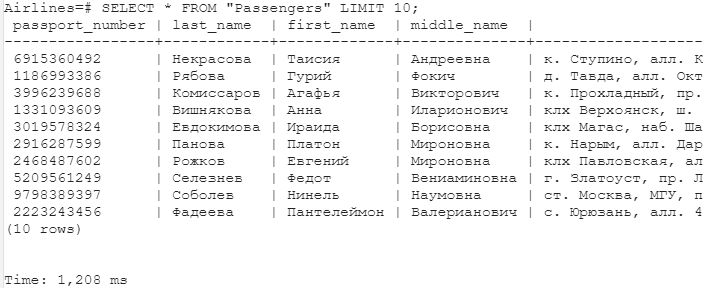 Airlines=# SELECT * FROM "Passengers" LIMIT 10;
 passport_number | last_name  | first_name  | middle_name  |
-----------------+------------+-------------+--------------+--------------------
 6915360492      | Некрасова  | Таисия      | Андреевна    | к. Ступино, алл. К
 1186993386      | Рябова     | Гурий       | Фокич        | д. Тавда, алл. Окт
 3996239688      | Комиссаров | Агафья      | Викторович   | к. Прохладный, пр.
 1331093609      | Вишнякова  | Анна        | Иларионович  | клх Верхоянск, ш.
 3019578324      | Евдокимова | Ираида      | Борисовна    | клх Магас, наб. Ша
 2916287599      | Панова     | Платон      | Мироновна    | к. Нарым, алл. Дар
 2468487602      | Рожков     | Евгений     | Мироновна    | клх Павловская, ал
 5209561249      | Селезнев   | Федот       | Вениаминовна | г. Златоуст, пр. Л
 9798389397      | Соболев    | Нинель      | Наумовна     | ст. Москва, МГУ, п
 2223243456      | Фадеева    | Пантелеймон | Валерианович | с. Юрюзань, алл. 4
(10 rows)
Time: 1,208 ms